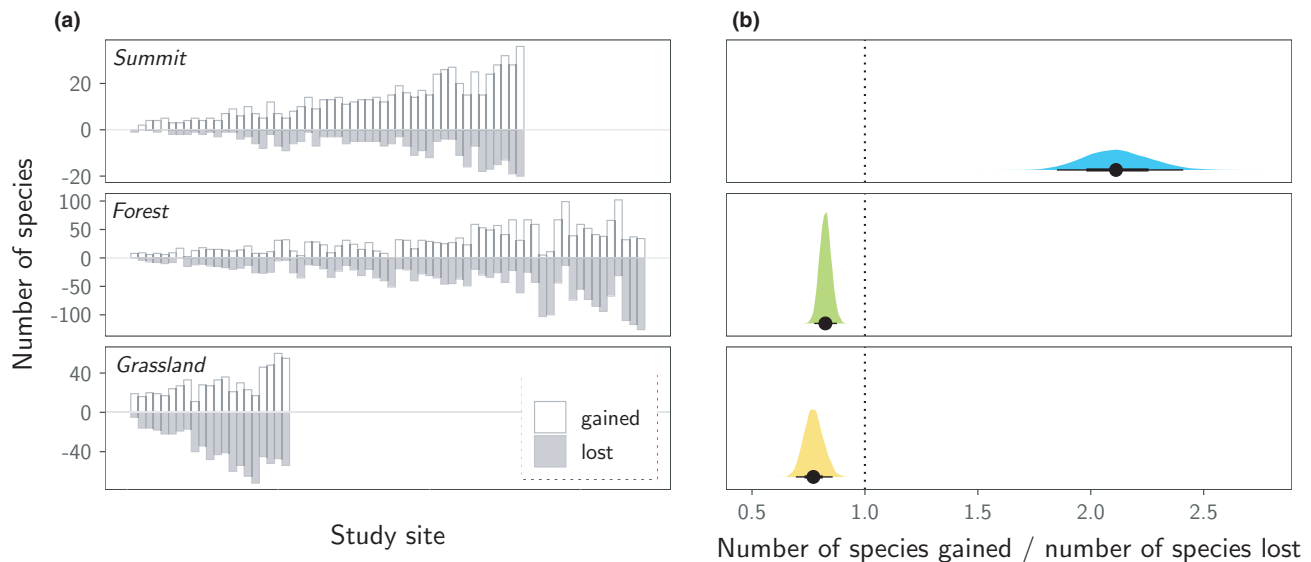 (a)
(b)
Number of species
Summit
20
0
-20
Forest
100
50
0
-50
-100
Grassland
40
0
-40
gained
lost
Study site
0.5 1.0 1.5 2.0 2.5
Number of species gained / number of species lost